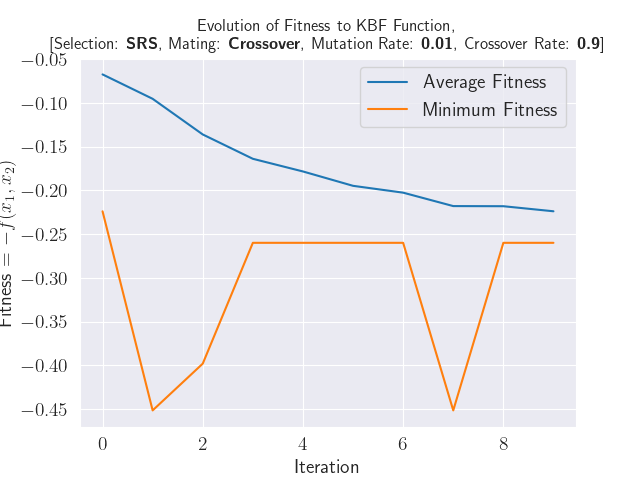 Evolution of Fitness to KBF Function,
[Selection: SRS, Mating: Crossover, Mutation Rate: 0.01, Crossover Rate: 0.9]
Average Fitness
Minimum Fitness
Fitness = −f(x₁, x₂)
−0.05
−0.10
−0.15
−0.20
−0.25
−0.30
−0.35
−0.40
−0.45
0 2 4 6 8
Iteration